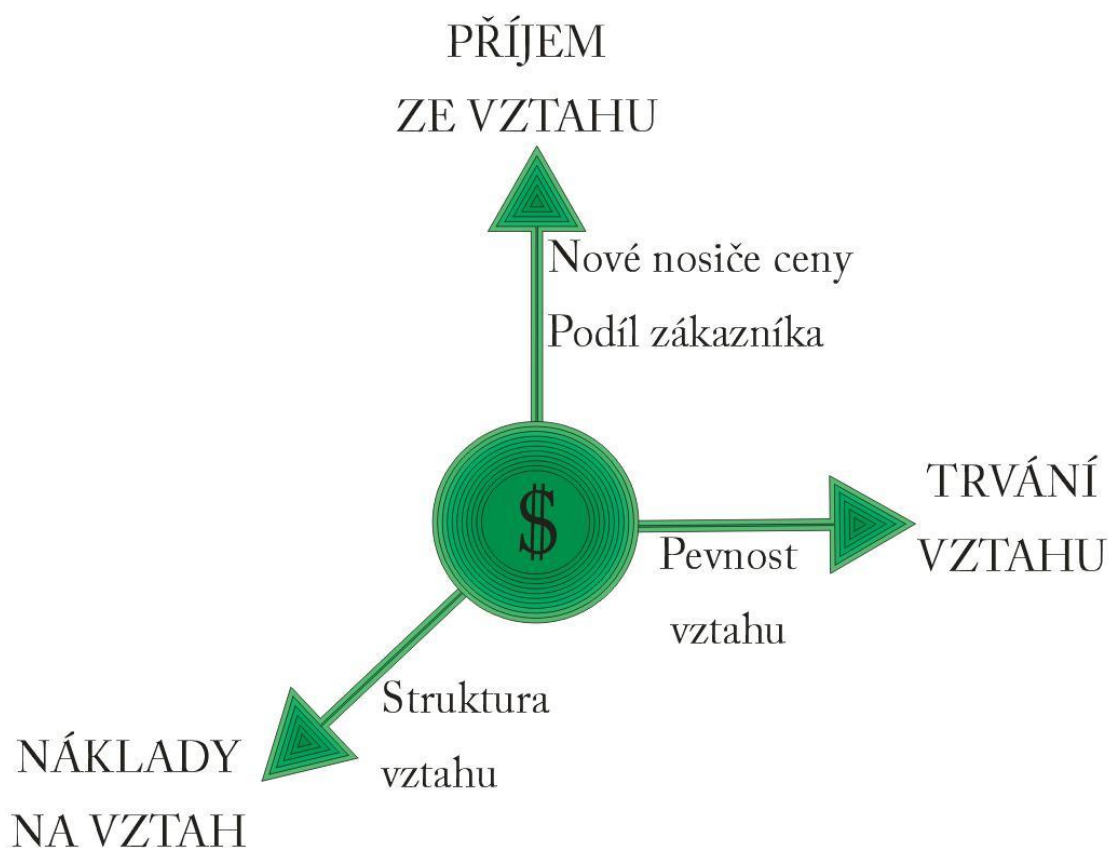 PŘÍJEM
ZE VZTAHU
Nové nosiče ceny
Podíl zákazníka
$
TRVÁNÍ
VZTAHU
Pevnost
vztahu
Struktura
vztahu
NÁKLADY
NA VZTAH